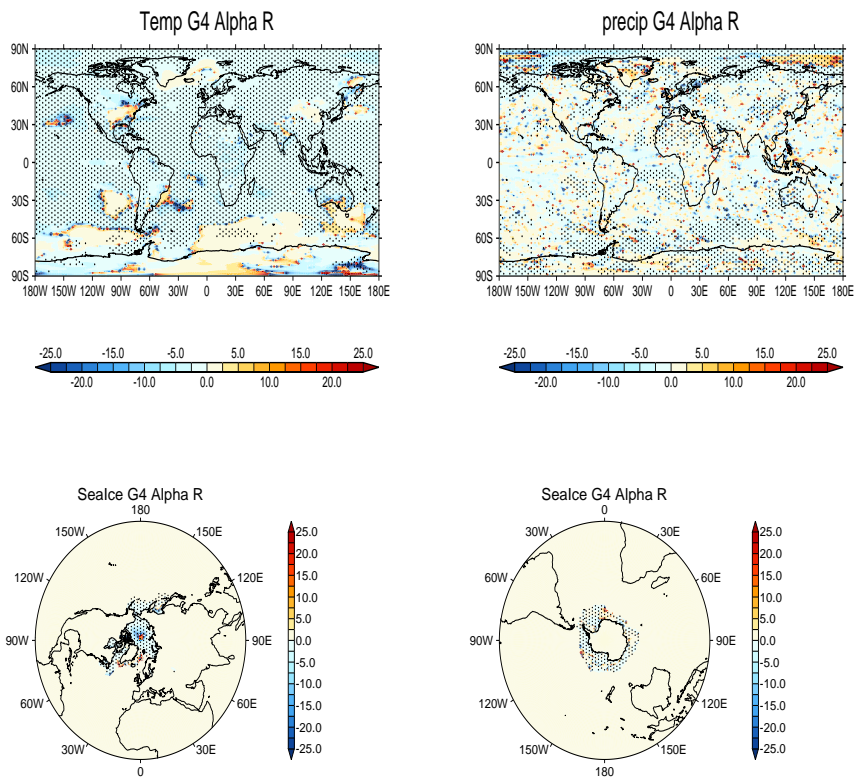 Temp G4 Alpha R
precip G4 Alpha R
90N
60N
30N
0
30S
60S
90S
180W 150W 120W 90W 60W 30W 0 30E 60E 90E 120E 150E 180E
90N
60N
30N
0
30S
60S
90S
180W 150W 120W 90W 60W 30W 0 30E 60E 90E 120E 150E 180E
-25.0 -15.0 -5.0 5.0 15.0 25.0
-20.0 -10.0 0.0 10.0 20.0
-25.0 -15.0 -5.0 5.0 15.0 25.0
-20.0 -10.0 0.0 10.0 20.0
SeaIce G4 Alpha R
180
150W 150E
120W 120E
90W 90E
60W 60E
30W 30E
0
25.0
20.0
15.0
10.0
5.0
0.0
-5.0
-10.0
-15.0
-20.0
-25.0
SeaIce G4 Alpha R
0
30W 30E
60W 60E
90W 90E
120W 120E
150W 150E
180
25.0
20.0
15.0
10.0
5.0
0.0
-5.0
-10.0
-15.0
-20.0
-25.0